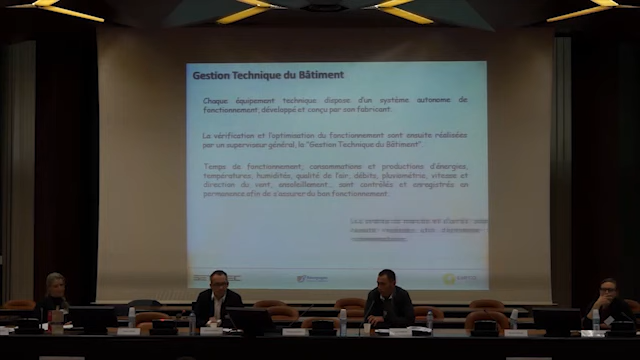 Gestion Technique du Bâtiment
Chaque équipement technique dispose d'un système autonome de
fonctionnement, développé et conçu par son fabricant.
La vérification et l'optimisation du fonctionnement sont ensuite réalisées
par un superviseur général, la "Gestion Technique du Bâtiment"
Temps de fonctionnement, consommations et productions d'énergies,
températures, humidités, qualité de l'air, débits, pluviométrie, vitesse et
direction du vent, ensoleillement... sont contrôlés et enregistrés en
permanence afin de s'assurer du bon fonctionnement.